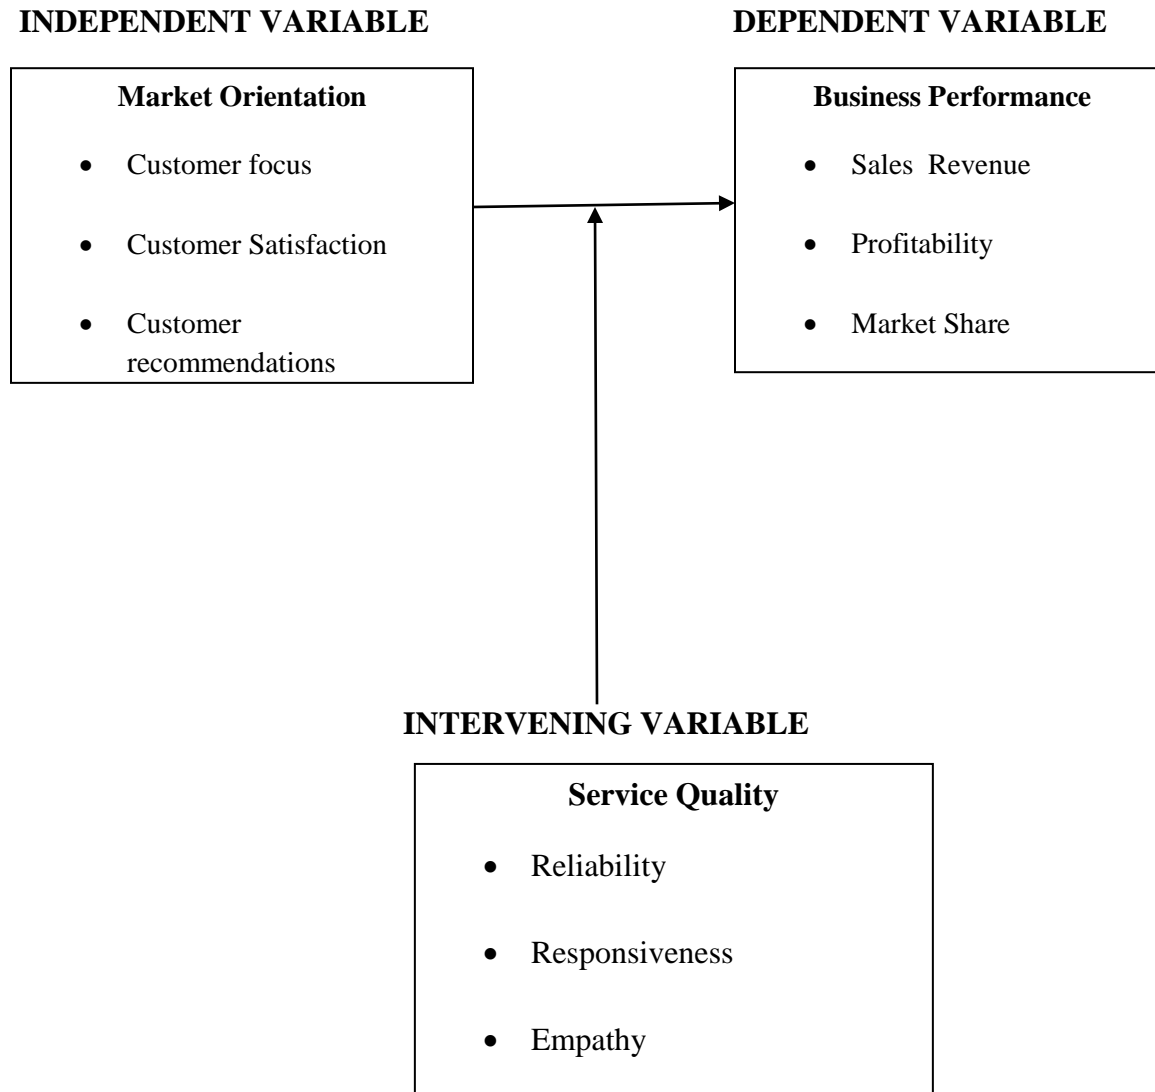 INDEPENDENT VARIABLE
DEPENDENT VARIABLE
Market Orientation
• Customer focus
• Customer Satisfaction
• Customer
recommendations
Business Performance
• Sales Revenue
• Profitability
• Market Share
INTERVENING VARIABLE
Service Quality
• Reliability
• Responsiveness
• Empathy